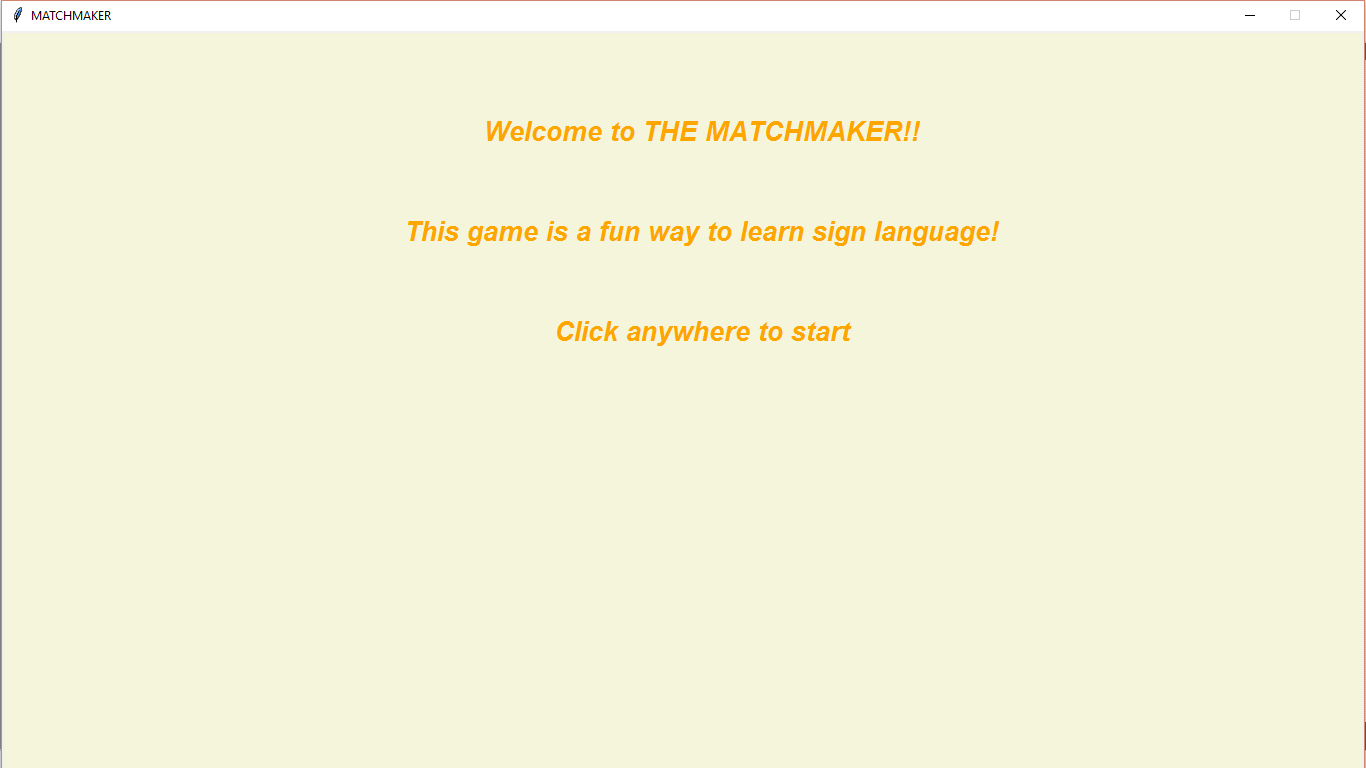 MATCHMAKER
Welcome to THE MATCHMAKER!!
This game is a fun way to learn sign language!
Click anywhere to start